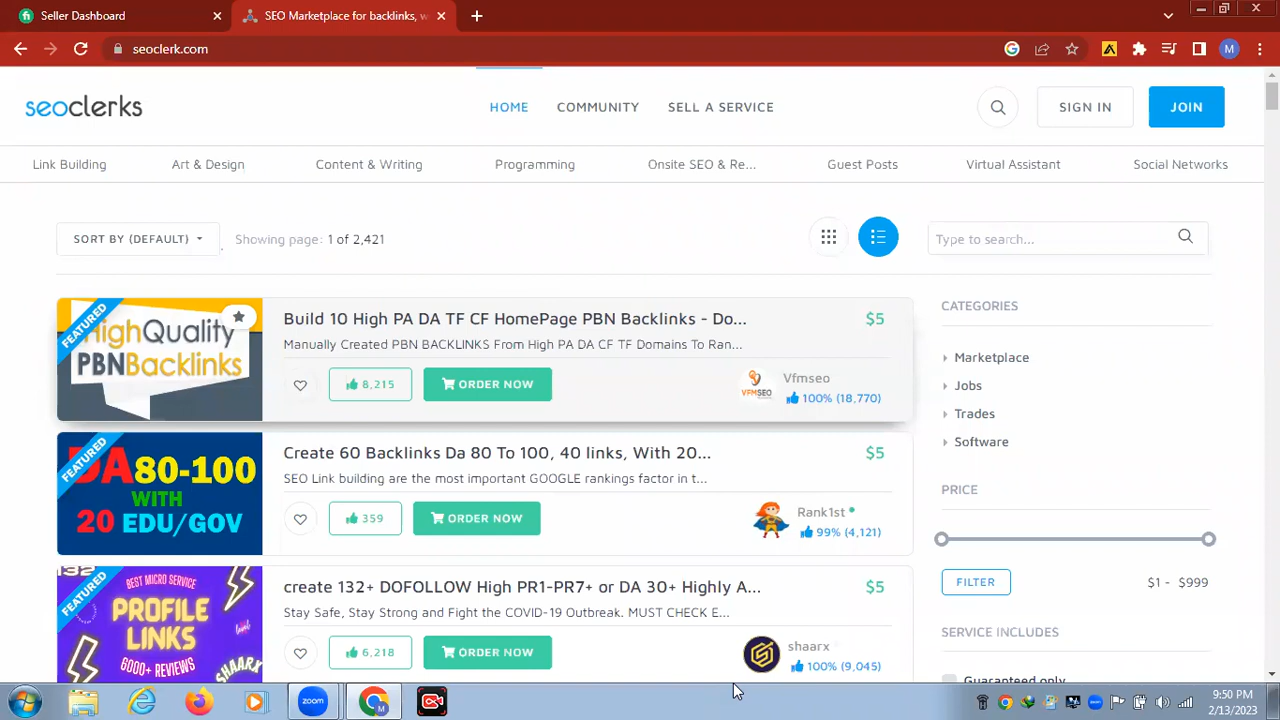 Seller Dashboard
SEO Marketplace for backlinks, w
seoclerk.com
M
seoclerks
HOME
COMMUNITY
SELL A SERVICE
SIGN IN
JOIN
Link Building
Art & Design
Content & Writing
Programming
Onsite SEO & Re...
Guest Posts
Virtual Assistant
Social Networks
SORT BY (DEFAULT
Showing page: 1 of 2,421
Type to search...
FEATURED
HighQuality
PBNBacklinks
Build 10 High PA DA TF CF HomePage PBN Backlinks - Do...
$5
Manually Created PBN BACKLINKS From High PA DA CF TF Domains To Ran...
8,215
ORDER NOW
VFMSEO
Vfmseo
100% (18,770)
FEATURED
DA80-100
WITH
20 EDU/GOV
Create 60 Backlinks Da 80 To 100, 40 links, With 20...
$5
SEO Link building are the most important GOOGLE rankings factor in t...
359
ORDER NOW
Rank1st
99% (4,121)
FEATURED
132
BEST MICRO SERVICE
PROFILE
LINKS
6000+ REVIEWS
SHAARX
create 132+ DOFOLLOW High PR1-PR7+ or DA 30+ Highly A...
$5
Stay Safe, Stay Strong and Fight the COVID-19 Outbreak. MUST CHECK E...
6,218
ORDER NOW
shaarx
100% (9,045)
CATEGORIES
Marketplace
Jobs
Trades
Software
PRICE
FILTER
$1 - $999
SERVICE INCLUDES
Guaranteed only
zoom
M
9:50 PM
2/13/2023